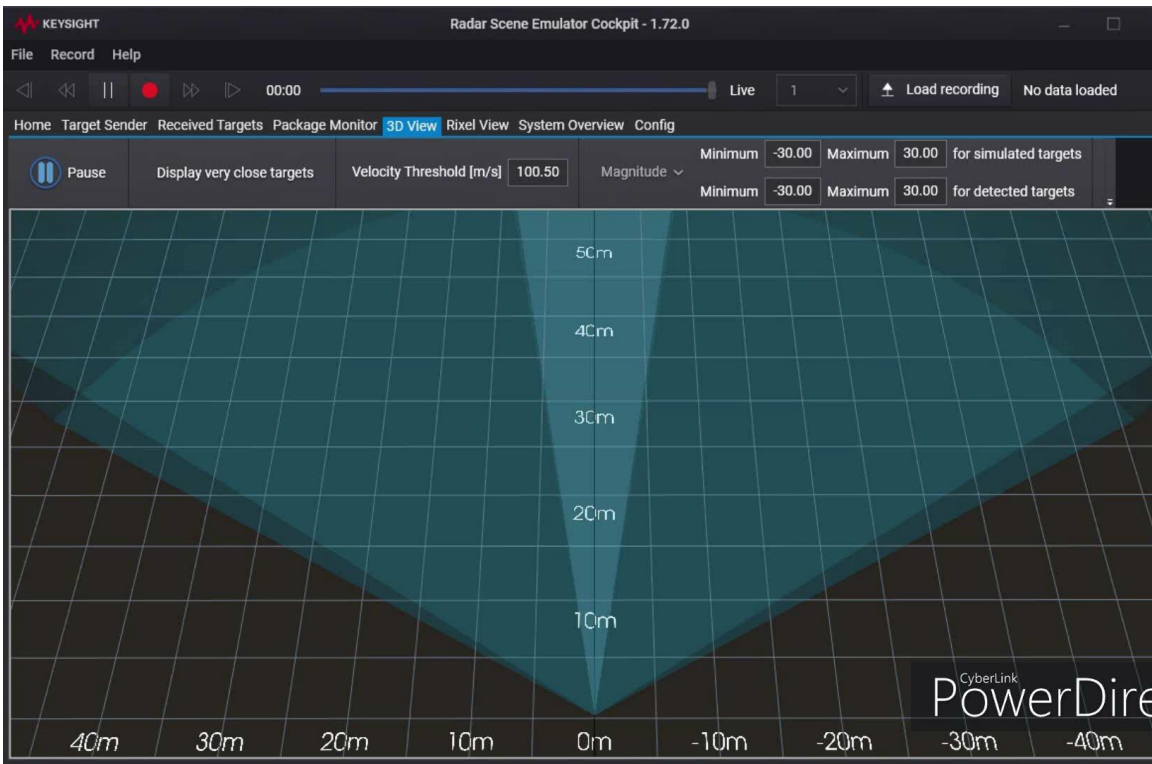 KEYSIGHT Radar Scene Emulator Cockpit - 1.72.0
File Record Help
00:00 Live 1 Load recording No data loaded
Home Target Sender Received Targets Package Monitor 3D View Rixel View System Overview Config
Pause Display very close targets Velocity Threshold [m/s] 100.50 Magnitude
Minimum -30.00 Maximum 30.00 for simulated targets
Minimum -30.00 Maximum 30.00 for detected targets
50m
40m
30m
20m
10m
CyberLink
PowerDire
40m 30m 20m 10m 0m -10m -20m -30m -40m